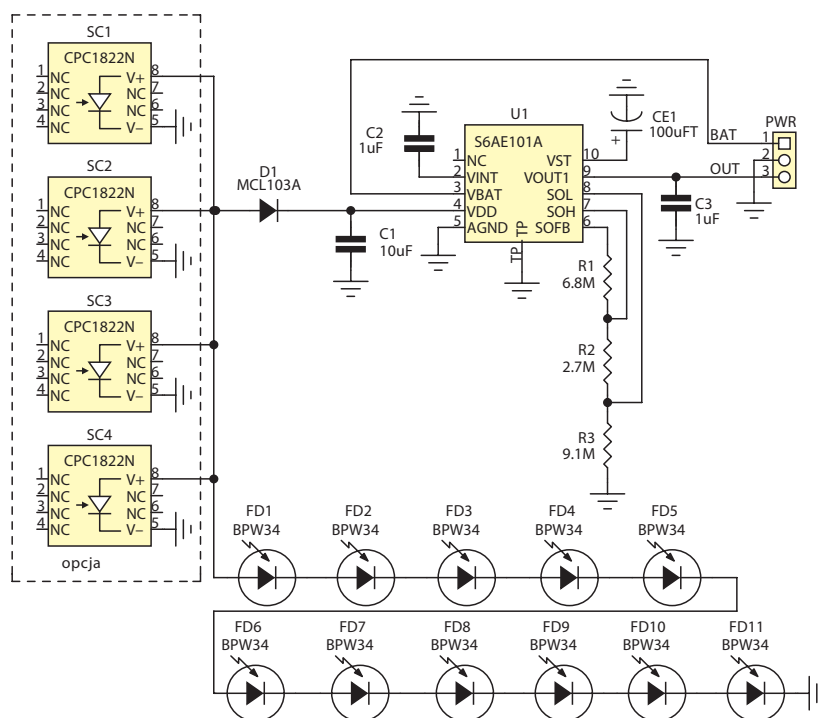 SC1
CPC1822N
1 NC V+ 8
2 NC NC 7
3 NC NC 6
4 NC V− 5
SC2
CPC1822N
1 NC V+ 8
2 NC NC 7
3 NC NC 6
4 NC V− 5
SC3
CPC1822N
1 NC V+ 8
2 NC NC 7
3 NC NC 6
4 NC V− 5
SC4
CPC1822N
1 NC V+ 8
2 NC NC 7
3 NC NC 6
4 NC V− 5
opcja
D1
MCL103A
C1
10uF
C2
1uF
U1
S6AE101A
1 NC VST 10
2 VINT VOUT1 9
3 VBAT SOL 8
4 VDD SOH 7
5 AGND SOFB 6
TP
TP
CE1
100uFT
+
PWR
BAT 1
2
OUT 3
C3
1uF
R1
6.8M
R2
2.7M
R3
9.1M
FD1 FD2 FD3 FD4 FD5
BPW34 BPW34 BPW34 BPW34 BPW34
FD6 FD7 FD8 FD9 FD10 FD11
BPW34 BPW34 BPW34 BPW34 BPW34 BPW34